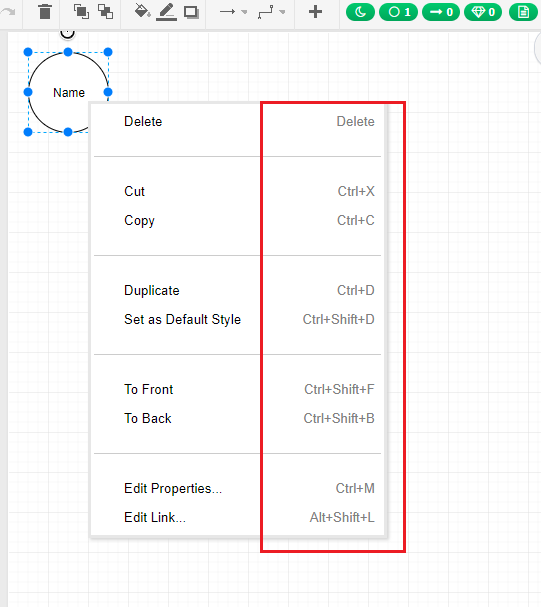 1 0 0
Name
Delete Delete
Cut Ctrl+X
Copy Ctrl+C
Duplicate Ctrl+D
Set as Default Style Ctrl+Shift+D
To Front Ctrl+Shift+F
To Back Ctrl+Shift+B
Edit Properties... Ctrl+M
Edit Link... Alt+Shift+L